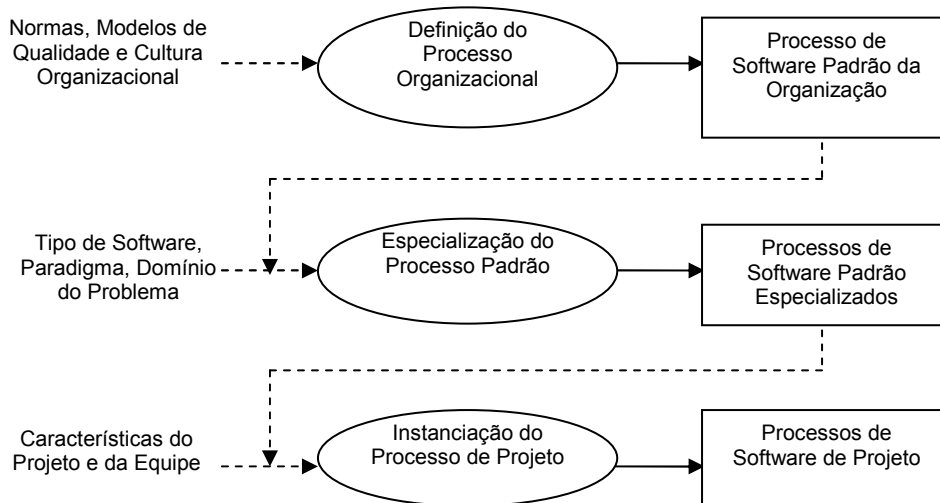 Normas, Modelos de
Qualidade e Cultura
Organizacional
Definição do
Processo
Organizacional
Processo de
Software Padrão da
Organização
Tipo de Software,
Paradigma, Domínio
do Problema
Especialização do
Processo Padrão
Processos de
Software Padrão
Especializados
Características do
Projeto e da Equipe
Instanciação do
Processo de Projeto
Processos de
Software de Projeto